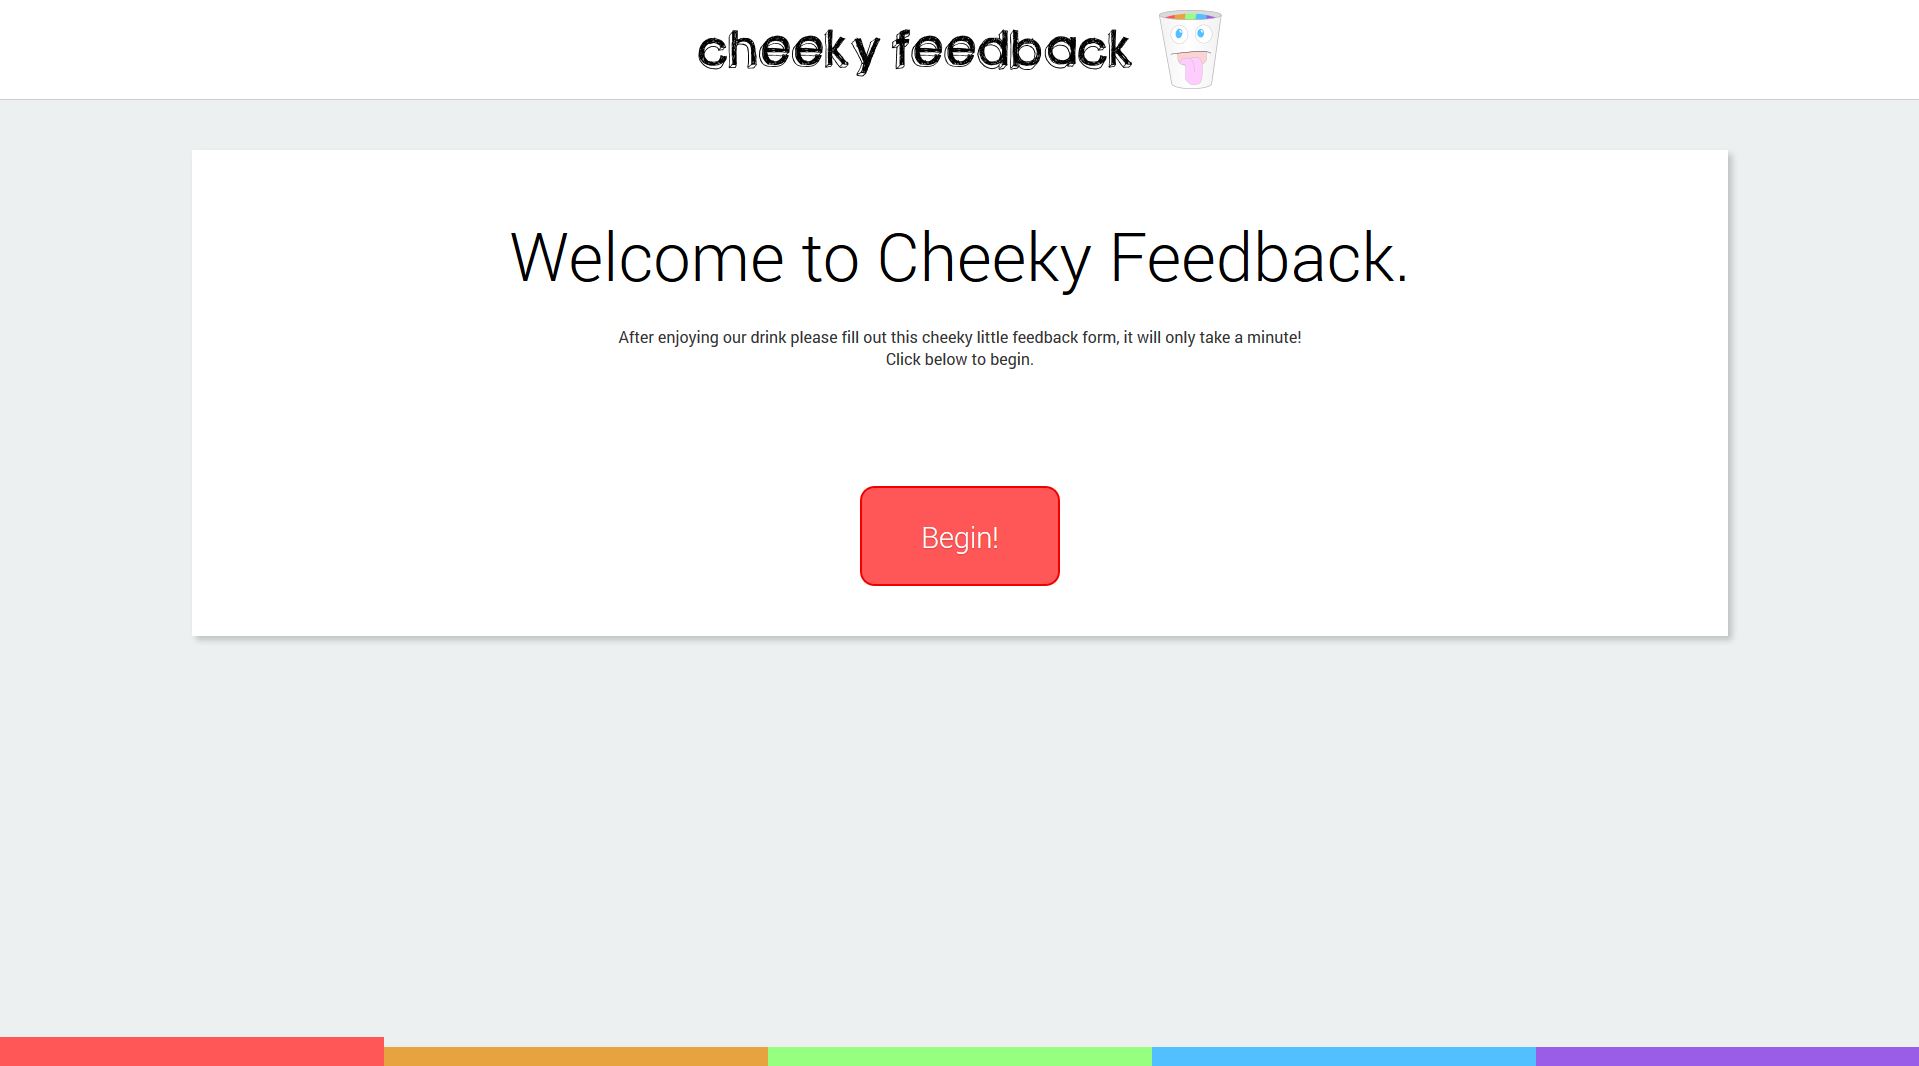 cheeky feedback
Welcome to Cheeky Feedback.
After enjoying our drink please fill out this cheeky little feedback form, it will only take a minute!
Click below to begin.
Begin!